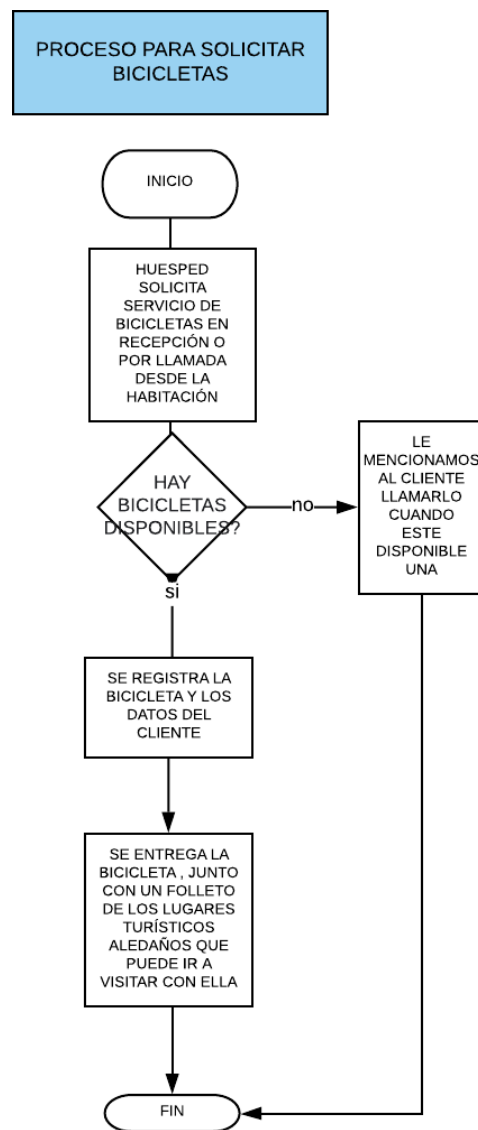 PROCESO PARA SOLICITAR
BICICLETAS
INICIO
HUESPED
SOLICITA
SERVICIO DE
BICICLETAS EN
RECEPCIÓN O
POR LLAMADA
DESDE LA
HABITACIÓN
HAY
BICICLETAS
DISPONIBLES?
no
LE
MENCIONAMOS
AL CLIENTE
LLAMARLO
CUANDO
ESTE
DISPONIBLE
UNA
si
SE REGISTRA LA
BICICLETA Y LOS
DATOS DEL
CLIENTE
SE ENTREGA LA
BICICLETA , JUNTO
CON UN FOLLETO
DE LOS LUGARES
TURÍSTICOS
ALEDAÑOS QUE
PUEDE IR A
VISITAR CON ELLA
FIN